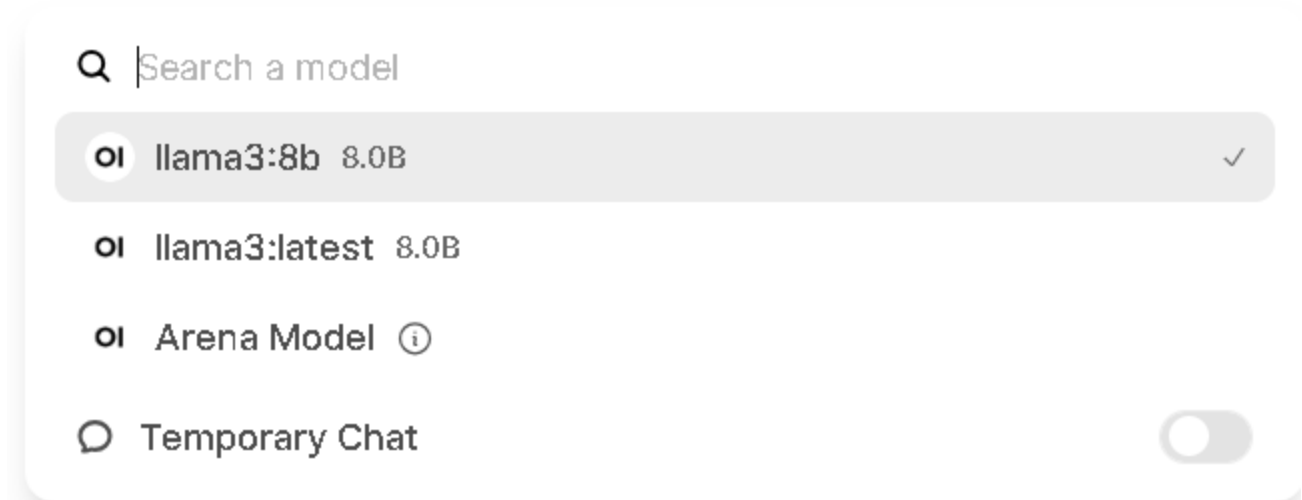 Search a model
OI llama3:8b 8.0B
OI llama3:latest 8.0B
OI Arena Model
Temporary Chat